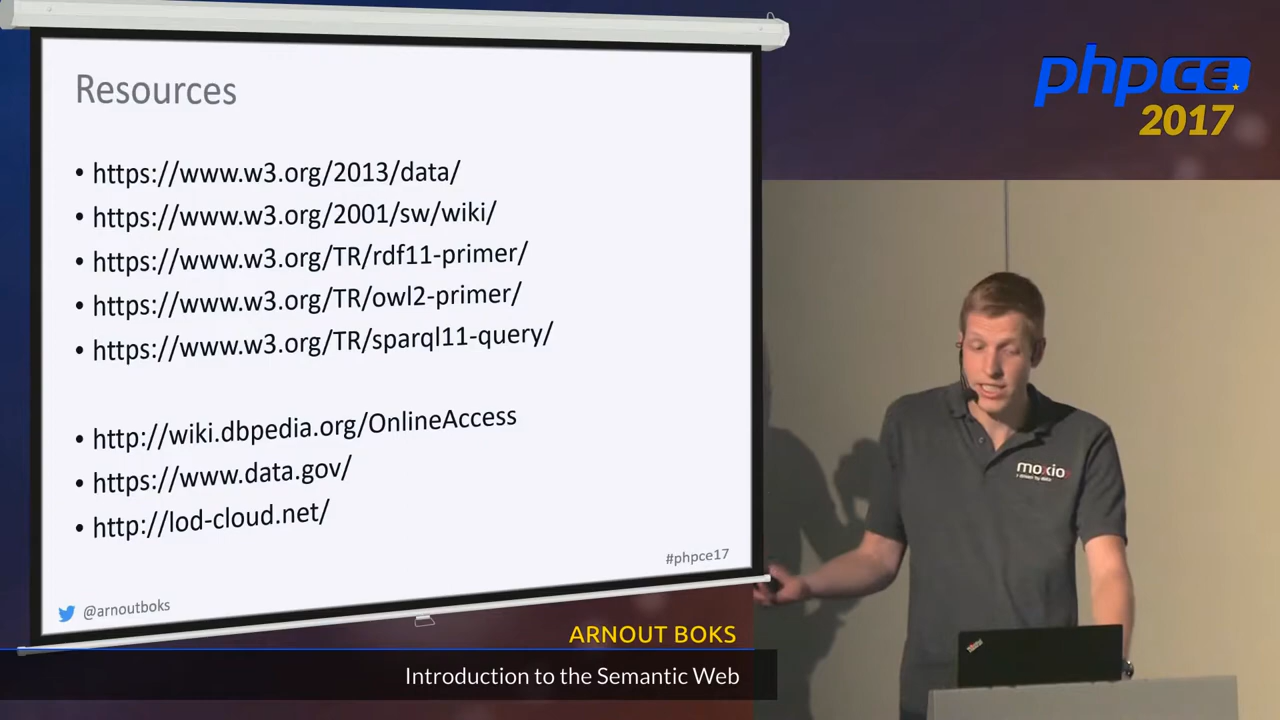 Resources
• https://www.w3.org/2013/data/
• https://www.w3.org/2001/sw/wiki/
• https://www.w3.org/TR/rdf11-primer/
• https://www.w3.org/TR/owl2-primer/
• https://www.w3.org/TR/sparql11-query/
• http://wiki.dbpedia.org/OnlineAccess
• https://www.data.gov/
• http://lod-cloud.net/
#phpce17
@arnoutboks
phpce
2017
moxio
ARNOUT BOKS
Introduction to the Semantic Web